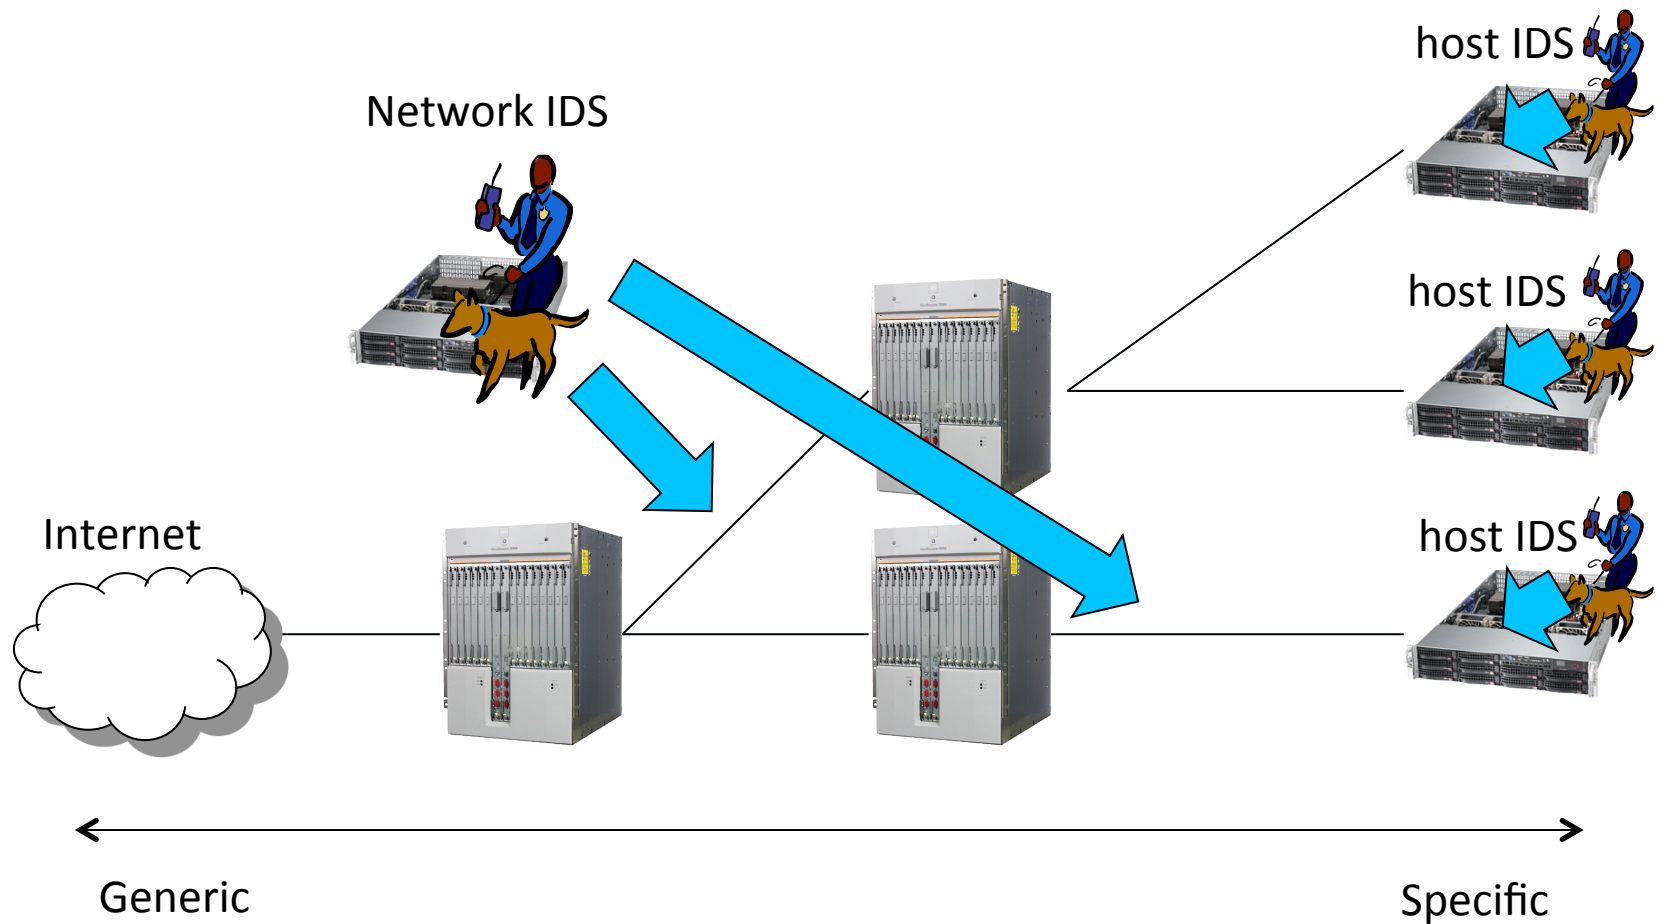 host IDS
Network IDS
host IDS
Internet
host IDS
Generic
Specific